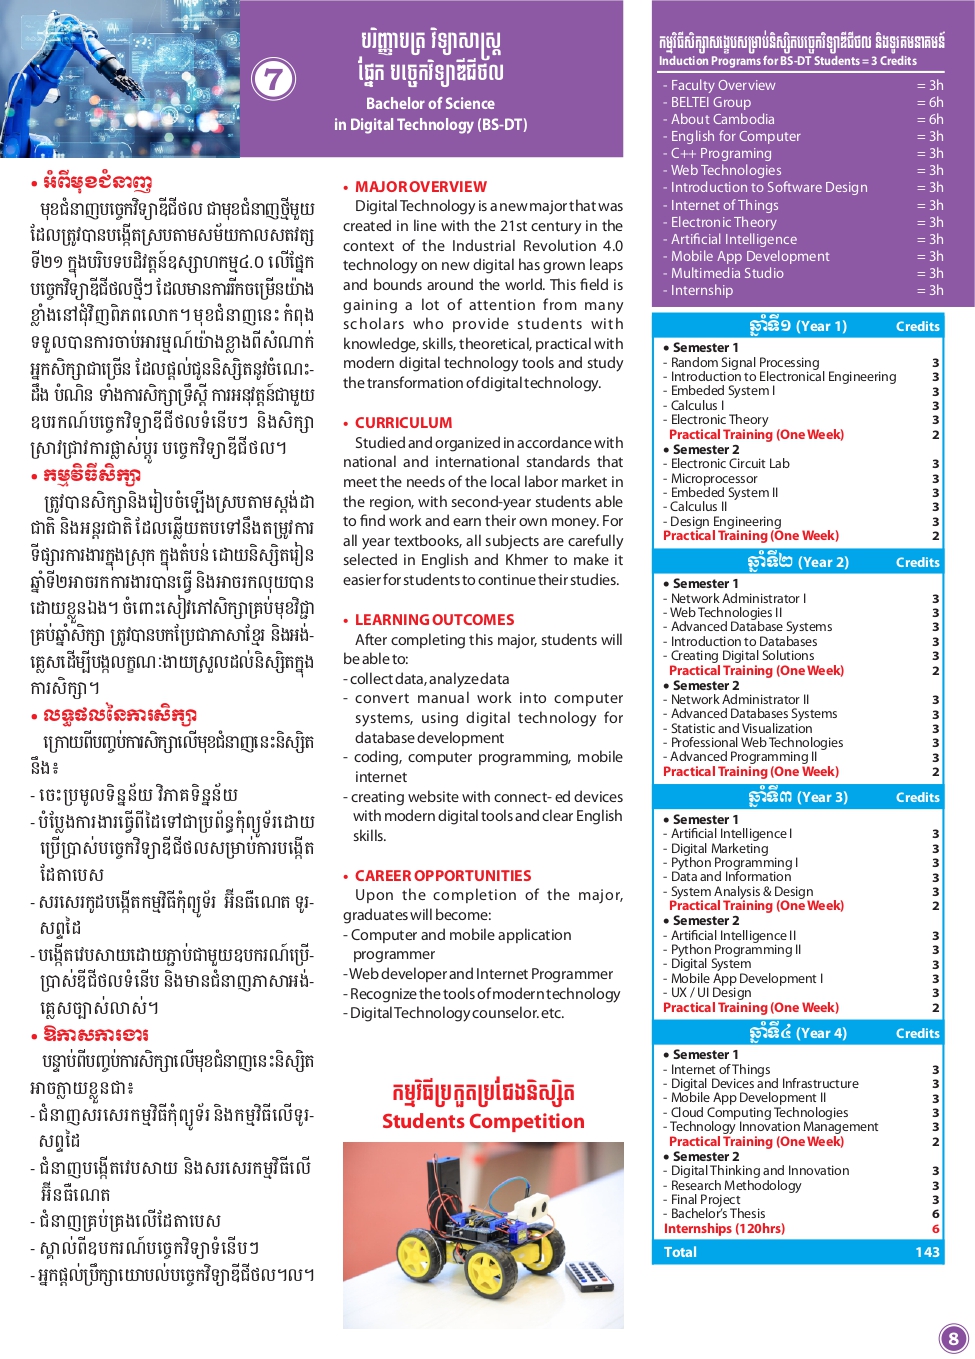 7
បរិញ្ញាបត្រ វិទ្យាសាស្ត្រ
ផ្នែក បច្ចេកវិទ្យាឌីជីថល
Bachelor of Science
in Digital Technology (BS-DT)
• អំពីមុខជំនាញ
មុខជំនាញបច្ចេកវិទ្យាឌីជីថល ជាមុខជំនាញថ្មីមួយ
ដែលត្រូវបានបង្កើតស្របតាមសម័យកាលសតវត្ស
ទី២១ ក្នុងបរិបទបដិវត្តន៍ឧស្សាហកម្ម៤.0 លើផ្នែក
បច្ចេកវិទ្យាឌីជីថលថ្មីៗ ដែលមានការរីកចម្រើនយ៉ាង
ខ្លាំងនៅជុំវិញពិភពលោក។ មុខជំនាញនេះ កំពុង
ទទួលបានការចាប់អារម្មណ៍យ៉ាងខ្លាំងពីសំណាក់
អ្នកសិក្សាជាច្រើន ដែលផ្តល់ជូននិស្សិតនូវចំណេះ-
ដឹង បំណិន ទាំងការសិក្សាទ្រឹស្តី ការអនុវត្តន៍ជាមួយ
ឧបរកណ៍បច្ចេកវិទ្យាឌីជីថលទំនើបៗ និងសិក្សា
ស្រាវជ្រាវការផ្លាស់ប្តូរ បច្ចេកវិទ្យាឌីជីថល។
• កម្មវិធីសិក្សា
ត្រូវបានសិក្សានិងរៀបចំឡើងស្របតាមស្តង់ដា
ជាតិ និងអន្តរជាតិ ដែលឆ្លើយតបទៅនឹងតម្រូវការ
ទីផ្សារការងារក្នុងស្រុក ក្នុងតំបន់ ដោយនិស្សិតរៀន
ឆ្នាំទី២អាចរកការងារបានធ្វើ និងអាចរកលុយបាន
ដោយខ្លួនឯង។ ចំពោះសៀវភៅសិក្សាគ្រប់មុខវិជ្ជា
គ្រប់ឆ្នាំសិក្សា ត្រូវបានបកប្រែជាភាសាខ្មែរ និងអង់-
គ្លេសដើម្បីបង្កលក្ខណៈងាយស្រួលដល់និស្សិតក្នុង
ការសិក្សា។
• លទ្ធផលនៃការសិក្សា
ក្រោយពីបញ្ចប់ការសិក្សាលើមុខជំនាញនេះនិស្សិត
នឹង៖
- ចេះប្រមូលទិន្នន័យ វិភាគទិន្នន័យ
- បំប្លែងការងារធ្វើពីដៃទៅជាប្រព័ន្ធកុំព្យូទ័រដោយ
ប្រើប្រាស់បច្ចេកវិទ្យាឌីជីថលសម្រាប់ការបង្កើត
ដែតាបេស
- សរសេរកូដបង្កើតកម្មវិធីកុំព្យូទ័រ អ៊ីនធឺណេត ទូរ-
សព្ទដៃ
- បង្កើតវេបសាយដោយភ្ជាប់ជាមួយឧបករណ៍ប្រើ-
ប្រាស់ឌីជីថលទំនើប និងមានជំនាញភាសាអង់-
គ្លេសច្បាស់លាស់។
• ឱកាសការងារ
បន្ទាប់ពីបញ្ចប់ការសិក្សាលើមុខជំនាញនេះនិស្សិត
អាចក្លាយខ្លួនជា៖
- ជំនាញសរសេរកម្មវិធីកុំព្យូទ័រ និងកម្មវិធីលើទូរ-
សព្ទដៃ
- ជំនាញបង្កើតវេបសាយ និងសរសេរកម្មវិធីលើ
អ៊ីនធឺណេត
- ជំនាញគ្រប់គ្រងលើដែតាបេស
- ស្គាល់ពីឧបករណ៍បច្ចេកវិទ្យាទំនើបៗ
- អ្នកផ្តល់ប្រឹក្សាយោបល់បច្ចេកវិទ្យាឌីជីថល។ល។
• MAJOR OVERVIEW
Digital Technology is a new major that was
created in line with the 21st century in the
context of the Industrial Revolution 4.0
technology on new digital has grown leaps
and bounds around the world. This field is
gaining a lot of attention from many
scholars who provide students with
knowledge, skills, theoretical, practical with
modern digital technology tools and study
the transformation of digital technology.
• CURRICULUM
Studied and organized in accordance with
national and international standards that
meet the needs of the local labor market in
the region, with second-year students able
to find work and earn their own money. For
all year textbooks, all subjects are carefully
selected in English and Khmer to make it
easier for students to continue their studies.
• LEARNING OUTCOMES
After completing this major, students will
be able to:
- collect data, analyze data
- convert manual work into computer
systems, using digital technology for
database development
- coding, computer programming, mobile
internet
- creating website with connect- ed devices
with modern digital tools and clear English
skills.
• CAREER OPPORTUNITIES
Upon the completion of the major,
graduates will become:
- Computer and mobile application
programmer
- Web developer and Internet Programmer
- Recognize the tools of modern technology
- Digital Technology counselor. etc.
កម្មវិធីប្រកួតប្រជែងនិស្សិត
Students Competition
កម្មវិធីសិក្សាសង្ខេបសម្រាប់និស្សិតបច្ចេកវិទ្យាឌីជីថល និងទូរគមនាគមន៍
Induction Programs for BS-DT Students = 3 Credits
- Faculty Overview = 3h
- BELTEI Group = 6h
- About Cambodia = 6h
- English for Computer = 3h
- C++ Programing = 3h
- Web Technologies = 3h
- Introduction to Software Design = 3h
- Internet of Things = 3h
- Electronic Theory = 3h
- Artificial Intelligence = 3h
- Mobile App Development = 3h
- Multimedia Studio = 3h
- Internship = 3h
ឆ្នាំទី១ (Year 1) Credits
• Semester 1
- Random Signal Processing 3
- Introduction to Electronical Engineering 3
- Embeded System I 3
- Calculus I 3
- Electronic Theory 3
Practical Training (One Week) 2
• Semester 2
- Electronic Circuit Lab 3
- Microprocessor 3
- Embeded System II 3
- Calculus II 3
- Design Engineering 3
Practical Training (One Week) 2
ឆ្នាំទី២ (Year 2) Credits
• Semester 1
- Network Administrator I 3
- Web Technologies II 3
- Advanced Database Systems 3
- Introduction to Databases 3
- Creating Digital Solutions 3
Practical Training (One Week) 2
• Semester 2
- Network Administrator II 3
- Advanced Databases Systems 3
- Statistic and Visualization 3
- Professional Web Technologies 3
- Advanced Programming II 3
Practical Training (One Week) 2
ឆ្នាំទី៣ (Year 3) Credits
• Semester 1
- Artificial Intelligence I 3
- Digital Marketing 3
- Python Programming I 3
- Data and Information 3
- System Analysis & Design 3
Practical Training (One Week) 2
• Semester 2
- Artificial Intelligence II 3
- Python Programming II 3
- Digital System 3
- Mobile App Development I 3
- UX / UI Design 3
Practical Training (One Week) 2
ឆ្នាំទី៤ (Year 4) Credits
• Semester 1
- Internet of Things 3
- Digital Devices and Infrastructure 3
- Mobile App Development II 3
- Cloud Computing Technologies 3
- Technology Innovation Management 3
Practical Training (One Week) 2
• Semester 2
- Digital Thinking and Innovation 3
- Research Methodology 3
- Final Project 3
- Bachelor's Thesis 6
Internships (120hrs) 6
Total 143
8